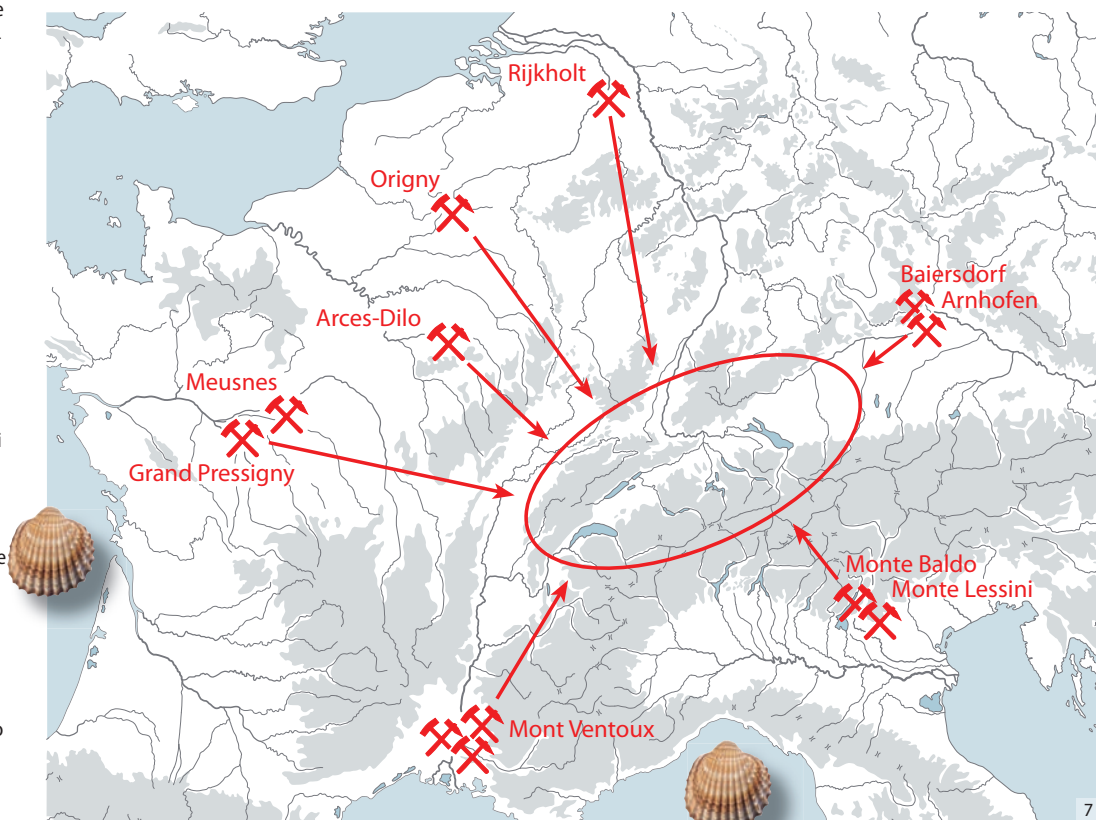 Rijkholt
Origny
Baiersdorf
Arnhofen
Arces-Dilo
Meusnes
Grand Pressigny
Monte Baldo
Monte Lessini
Mont Ventoux
7